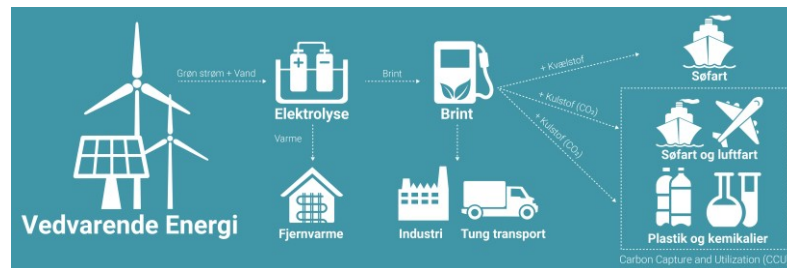 Grøn strøm + Vand
Elektrolyse
Brint
Brint
+ Kvælstof
Søfart
+ Kulstof (CO₂)
+ Kulstof (CO₂)
Søfart og luftfart
Varme
Vedvarende Energi
Fjernvarme
Industri
Tung transport
Plastik og kemikalier
Carbon Capture and Utilization (CCU